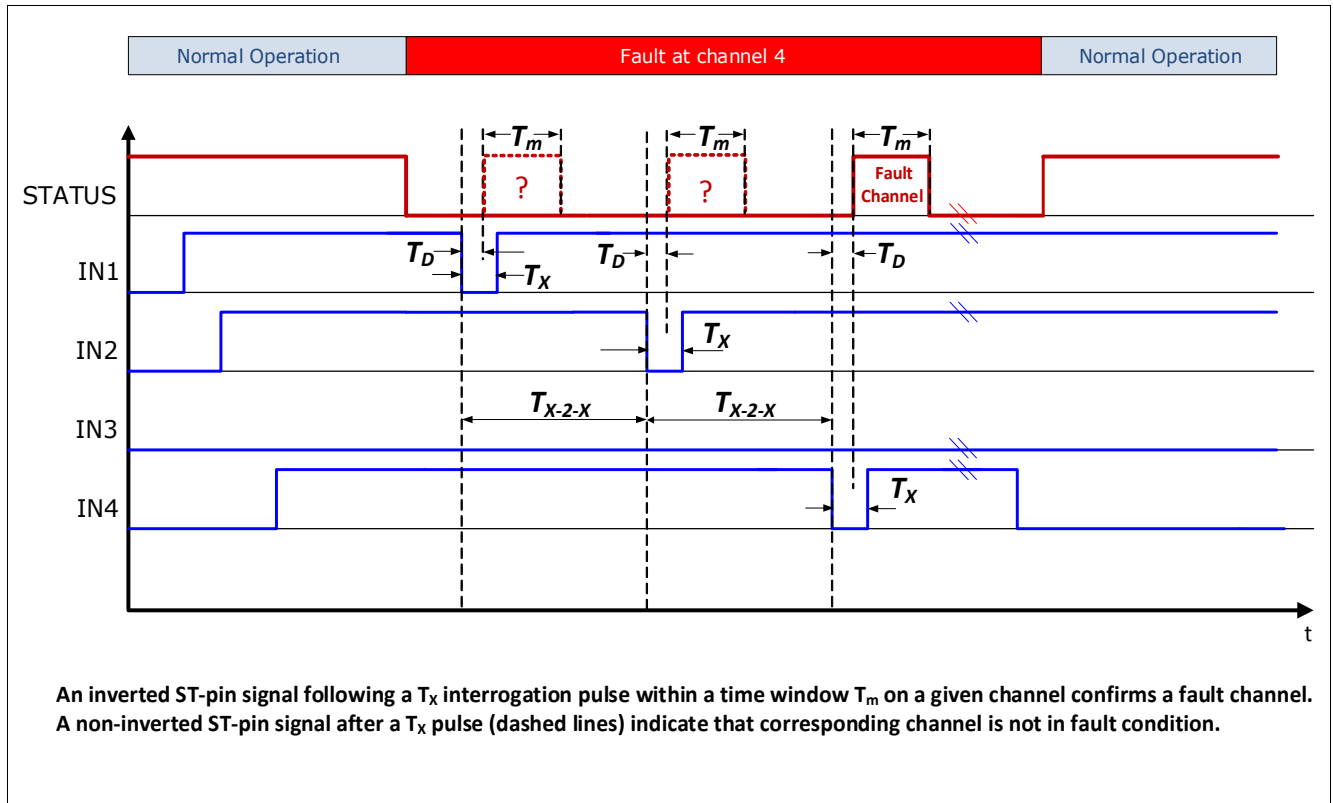 Normal Operation Fault at channel 4 Normal Operation
Tm Tm Tm
STATUS ? ? Fault Channel
IN1 TD TX TD TD
IN2 TX
TX-2-X TX-2-X
IN3
IN4 TX
t
An inverted ST-pin signal following a TX interrogation pulse within a time window Tm on a given channel confirms a fault channel.
A non-inverted ST-pin signal after a TX pulse (dashed lines) indicate that corresponding channel is not in fault condition.